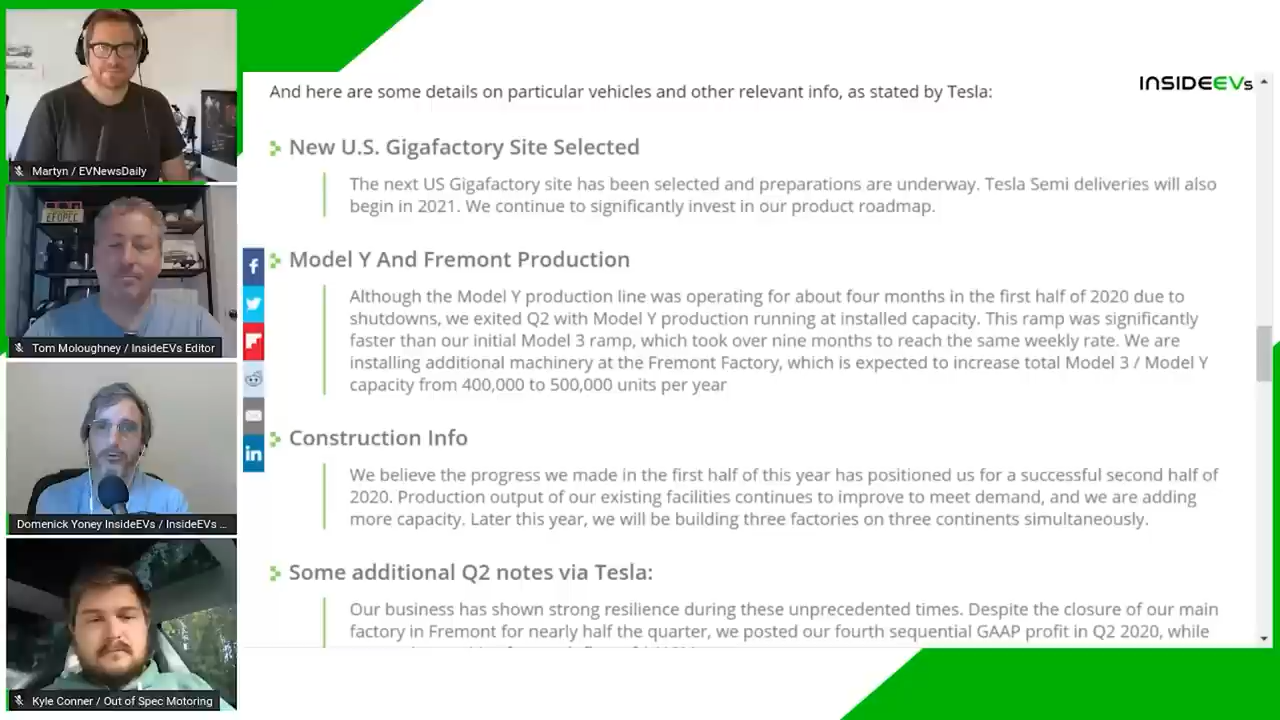 INSIDEEVs
And here are some details on particular vehicles and other relevant info, as stated by Tesla:
New U.S. Gigafactory Site Selected
The next US Gigafactory site has been selected and preparations are underway. Tesla Semi deliveries will also
begin in 2021. We continue to significantly invest in our product roadmap.
Model Y And Fremont Production
Although the Model Y production line was operating for about four months in the first half of 2020 due to
shutdowns, we exited Q2 with Model Y production running at installed capacity. This ramp was significantly
faster than our initial Model 3 ramp, which took over nine months to reach the same weekly rate. We are
installing additional machinery at the Fremont Factory, which is expected to increase total Model 3 / Model Y
capacity from 400,000 to 500,000 units per year
Construction Info
We believe the progress we made in the first half of this year has positioned us for a successful second half of
2020. Production output of our existing facilities continues to improve to meet demand, and we are adding
more capacity. Later this year, we will be building three factories on three continents simultaneously.
Some additional Q2 notes via Tesla:
Our business has shown strong resilience during these unprecedented times. Despite the closure of our main
factory in Fremont for nearly half the quarter, we posted our fourth sequential GAAP profit in Q2 2020, while
Martyn / EVNewsDaily
EFOPEC
Tom Moloughney / InsideEVs Editor
Domenick Yoney InsideEVs / InsideEVs ...
Kyle Conner / Out of Spec Motoring
f
in